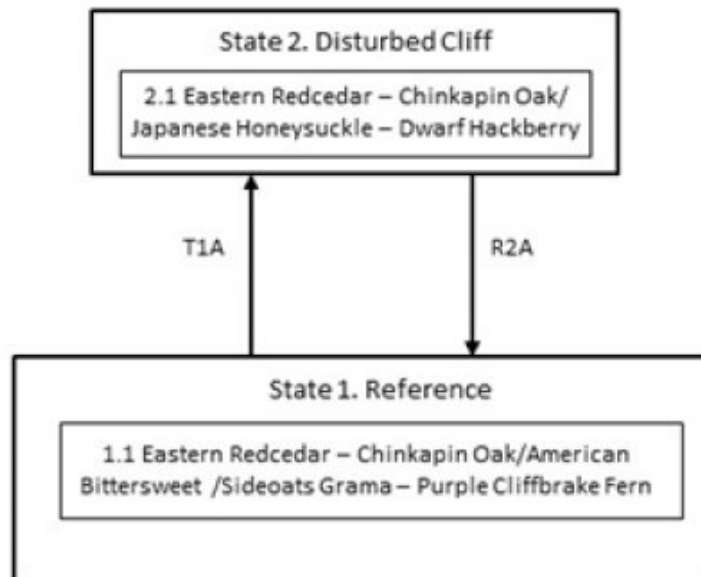 State 2. Disturbed Cliff
2.1 Eastern Redcedar – Chinkapin Oak/
Japanese Honeysuckle – Dwarf Hackberry
T1A
R2A
State 1. Reference
1.1 Eastern Redcedar – Chinkapin Oak/American
Bittersweet /Sideoats Grama – Purple Cliffbrake Fern